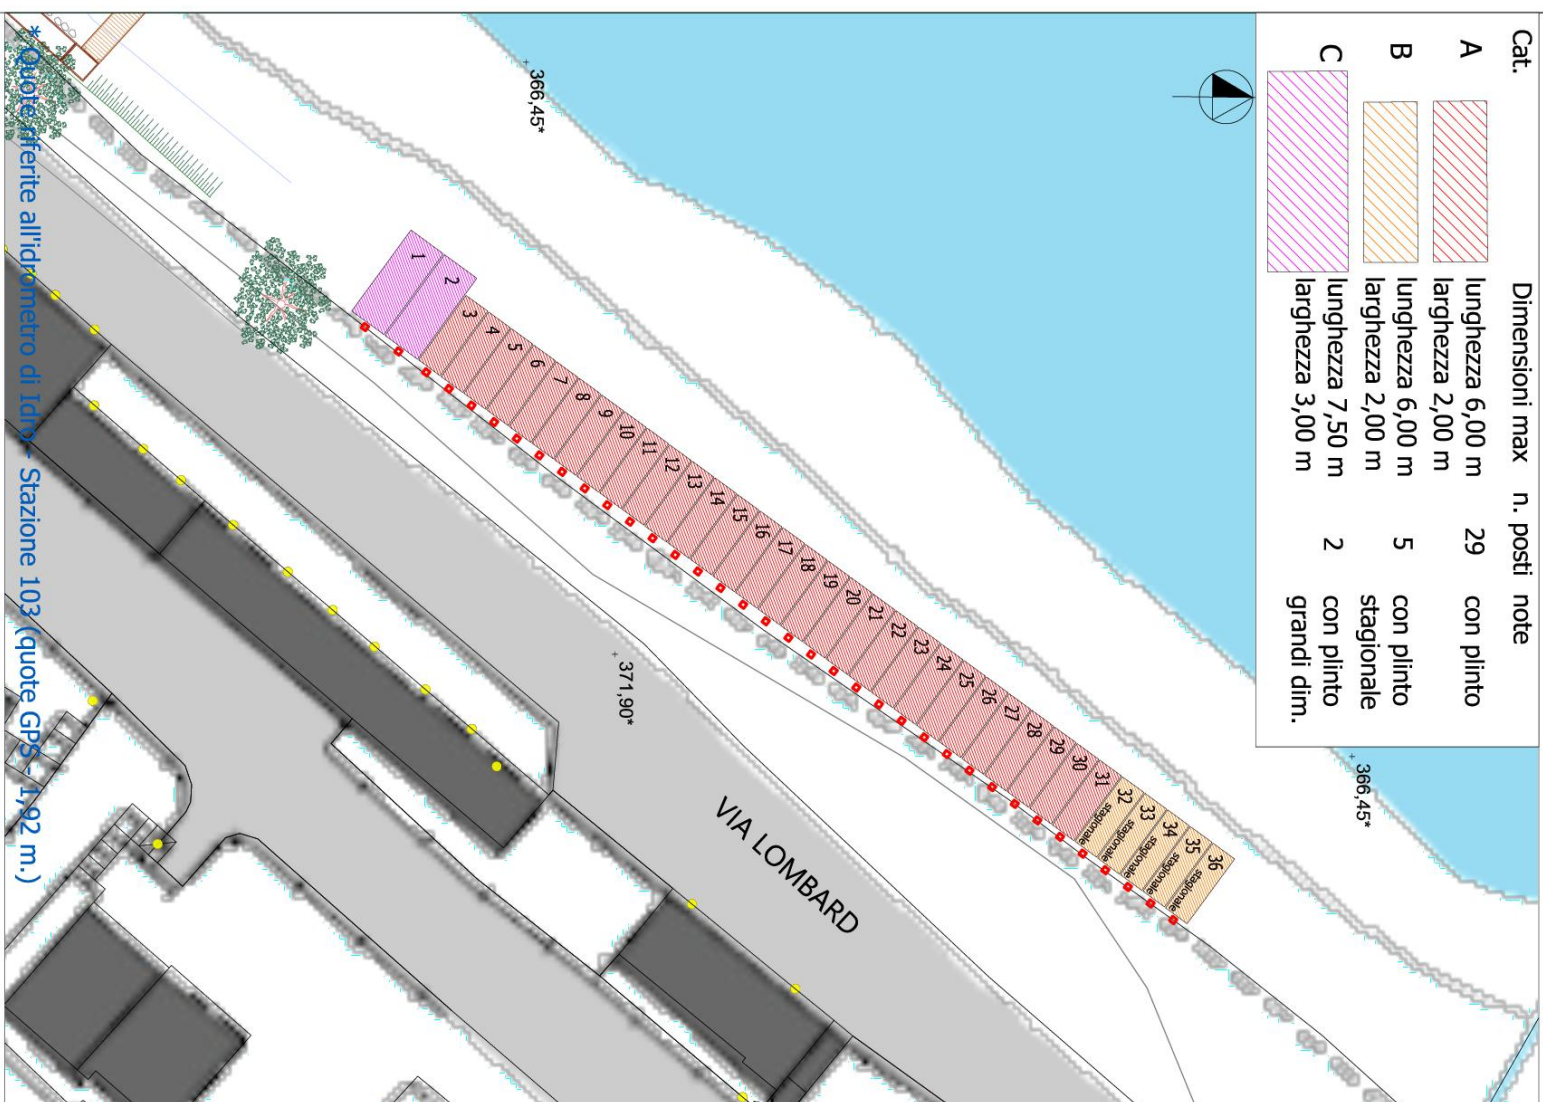 Cat. Dimensioni max n. posti note
A lunghezza 6,00 m 29 con plinto
larghezza 2,00 m
B lunghezza 6,00 m 5 con plinto
larghezza 2,00 m stagionale
C lunghezza 7,50 m 2 con plinto
larghezza 3,00 m grandi dim.
366,45*
366,45*
371,90*
1
2
3
4
5
6
7
8
9
10
11
12
13
14
15
16
17
18
19
20
21
22
23
24
25
26
27
28
29
30
31
32 stagionale
33 stagionale
34 stagionale
35 stagionale
36 stagionale
VIA LOMBARD
* Quote riferite all'idrometro di Idro - Stazione 103 (quote GPS - 1,92 m.)